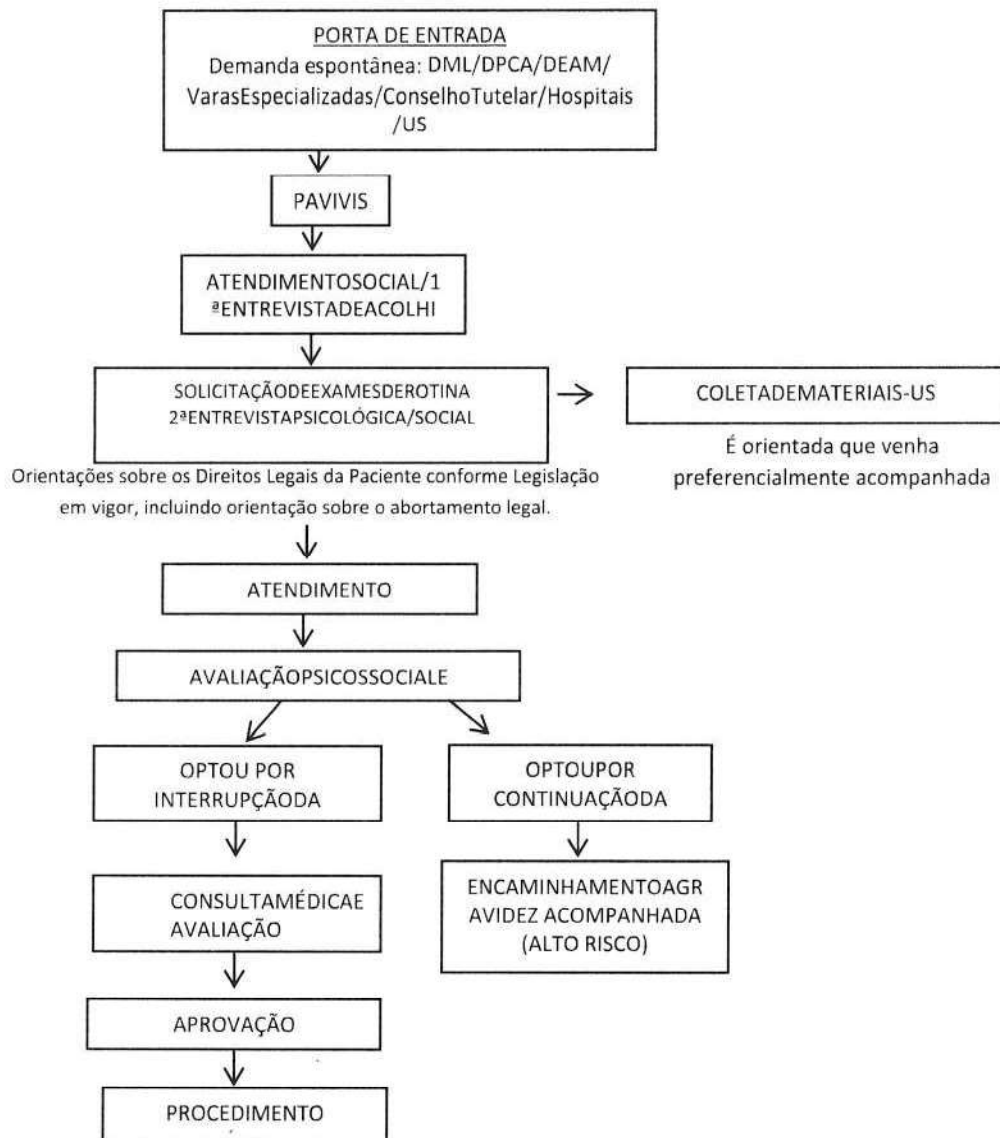 PORTA DE ENTRADA
Demanda espontânea: DML/DPCA/DEAM/
VarasEspecializadas/ConselhoTutelar/Hospitais
/US
PAVIVIS
ATENDIMENTOSOCIAL/1
ªENTREVISTADEACOLHI
SOLICITAÇÃODEEXAMESDEROTINA
2ªENTREVISTAPSICOLÓGICA/SOCIAL
COLETADEMATERIAIS-US
É orientada que venha
preferencialmente acompanhada
Orientações sobre os Direitos Legais da Paciente conforme Legislação
em vigor, incluindo orientação sobre o abortamento legal.
ATENDIMENTO
AVALIAÇÃOPSICOSSOCIALE
OPTOU POR
INTERRUPÇÃODA
OPTOUPOR
CONTINUAÇÃODA
CONSULTAMÉDICAE
AVALIAÇÃO
ENCAMINHAMENTOAGR
AVIDEZ ACOMPANHADA
(ALTO RISCO)
APROVAÇÃO
PROCEDIMENTO